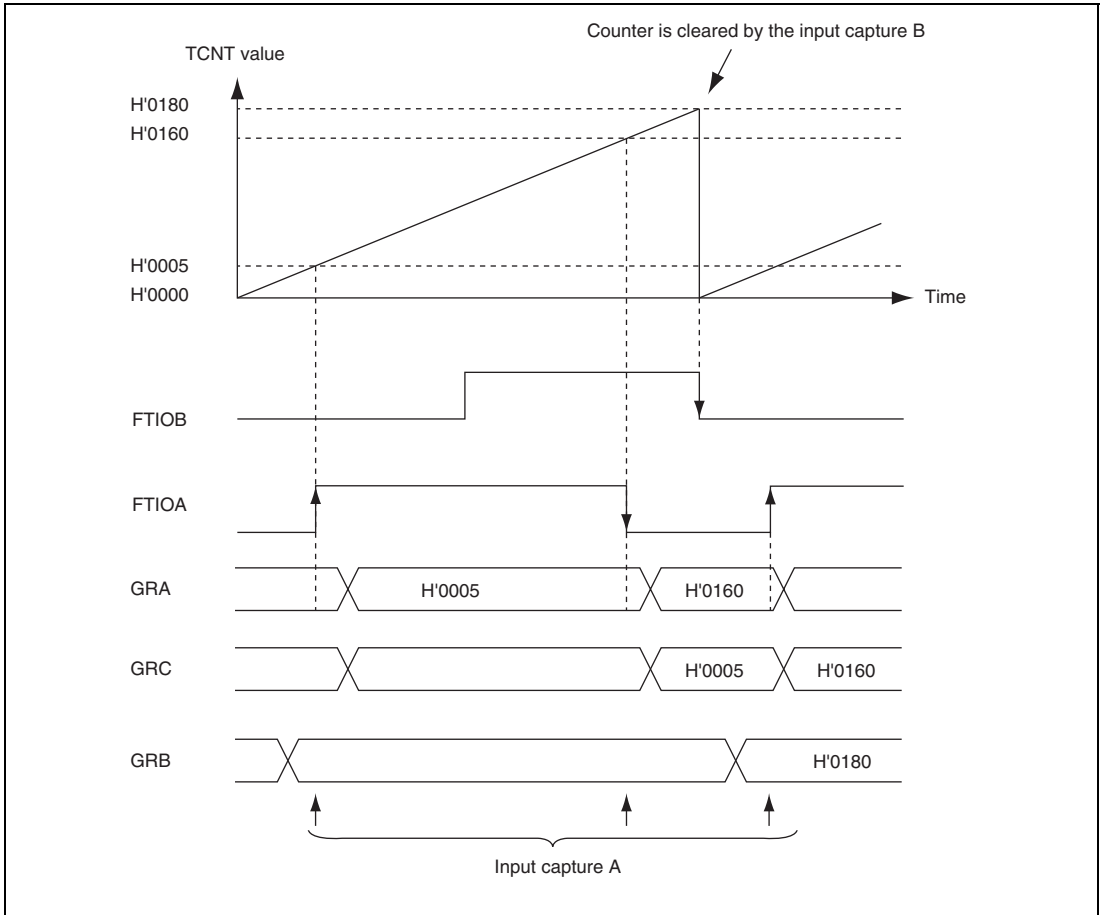 Counter is cleared by the input capture B
TCNT value
H'0180
H'0160
H'0005
H'0000
Time
FTIOB
FTIOA
GRA
H'0005
H'0160
GRC
H'0005
H'0160
GRB
H'0180
Input capture A